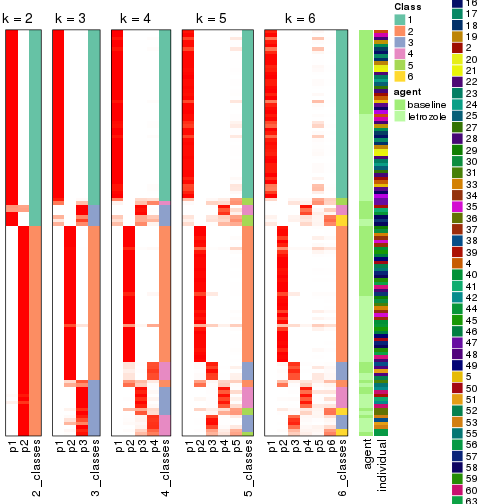 k = 2
k = 3
k = 4
k = 5
k = 6
p1
p2
2_classes
p1
p2
p3
3_classes
p1
p2
p3
p4
4_classes
p1
p2
p3
p4
p5
5_classes
p1
p2
p3
p4
p5
p6
6_classes
agent
individual
Class
1
2
3
4
5
6
agent
baseline
letrozole
16
17
18
19
2
20
21
22
23
24
25
27
28
29
30
31
33
34
35
36
37
38
39
4
40
41
42
44
45
46
47
48
49
5
50
51
52
53
55
56
57
58
59
60
63